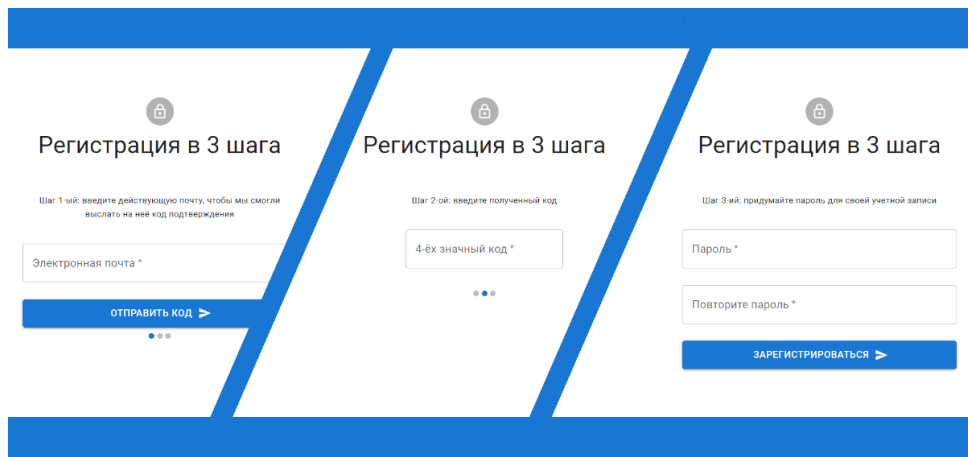 Регистрация в 3 шага
Шаг 1-ый: введите действующую почту, чтобы мы смогли
выслать на неё код подтверждения
Электронная почта *
ОТПРАВИТЬ КОД
Регистрация в 3 шага
Шаг 2-ой: введите полученный код
4-ёх значный код *
Регистрация в 3 шага
Шаг 3-ий: придумайте пароль для своей учетной записи
Пароль *
Повторите пароль *
ЗАРЕГИСТРИРОВАТЬСЯ